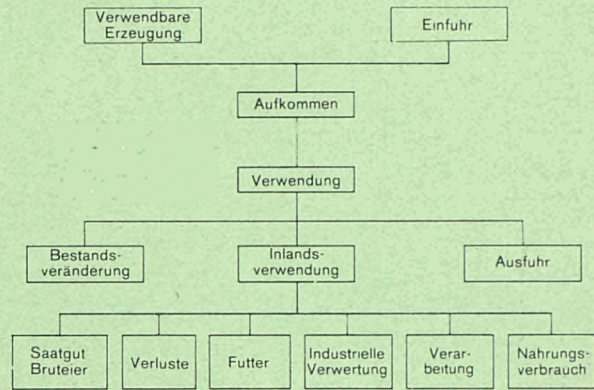 Verwendbare
Erzeugung
Einfuhr
Aufkommen
Verwendung
Bestands-
veränderung
Inlands-
verwendung
Ausfuhr
Saatgut
Bruteier
Verluste
Futter
Industrielle
Verwertung
Verar-
beitung
Nahrungs-
verbrauch